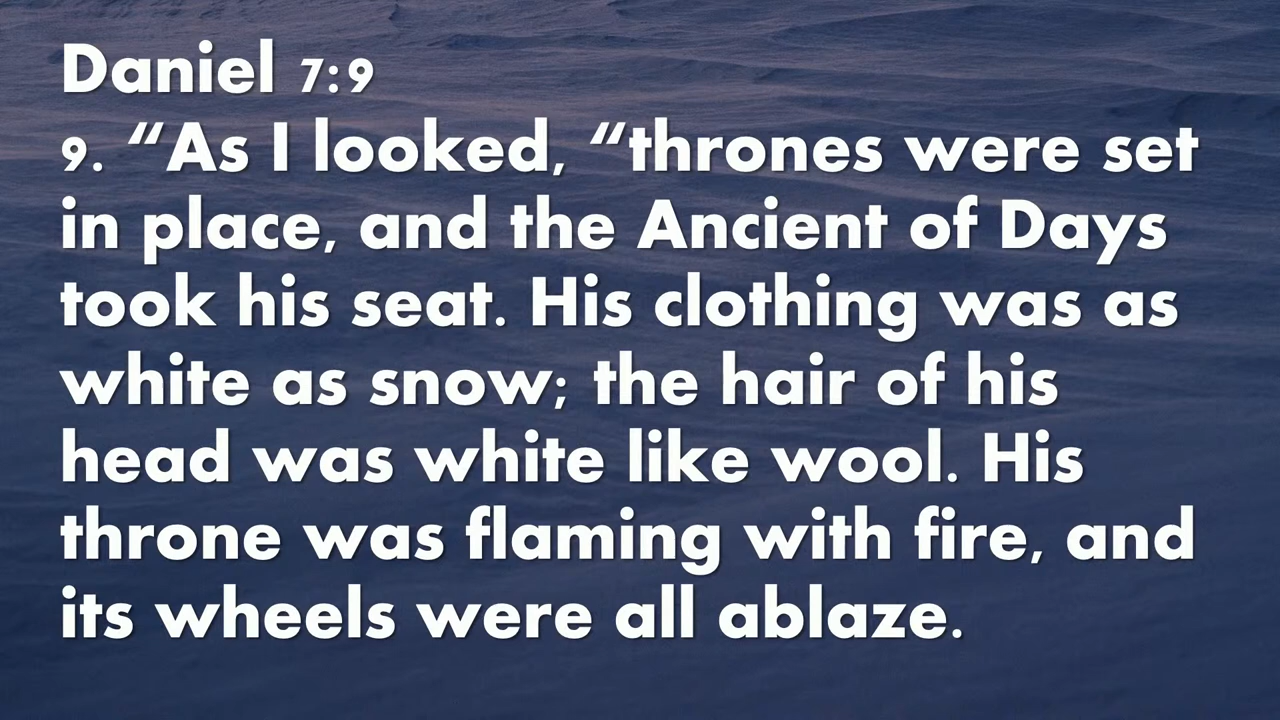 Daniel 7:9
9. “As I looked, “thrones were set
in place, and the Ancient of Days
took his seat. His clothing was as
white as snow; the hair of his
head was white like wool. His
throne was flaming with fire, and
its wheels were all ablaze.